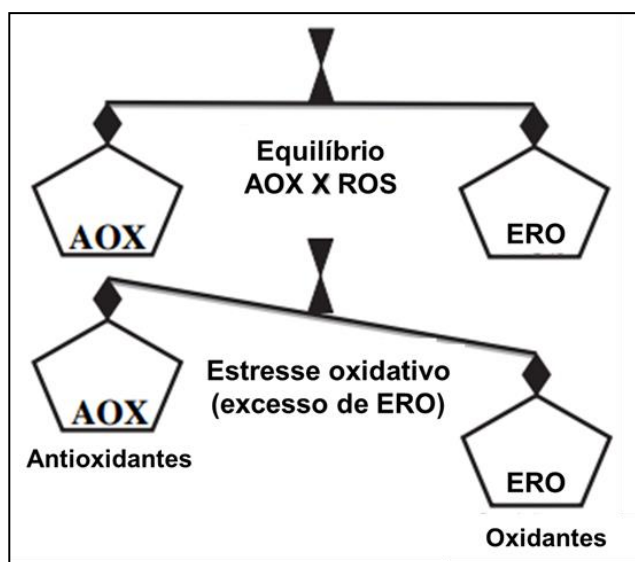 Equilíbrio
AOX X ROS
AOX
ERO
Estresse oxidativo
(excesso de ERO)
AOX
Antioxidantes
ERO
Oxidantes